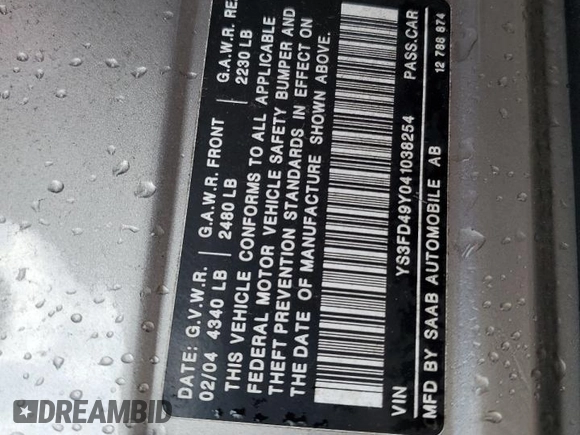 DATE: G.V.W.R. G.A.W.R. FRONT G.A.W.R. RE
02/04 4340 LB 2480 LB 2230 LB
THIS VEHICLE CONFORMS TO ALL APPLICABLE
FEDERAL MOTOR VEHICLE SAFETY BUMPER AND
THEFT PREVENTION STANDARDS IN EFFECT ON
THE DATE OF MANUFACTURE SHOWN ABOVE.
VIN YS3FD49Y041038254 PASS.CAR
MFD BY SAAB AUTOMOBILE AB 12 788 874
DREAMBID